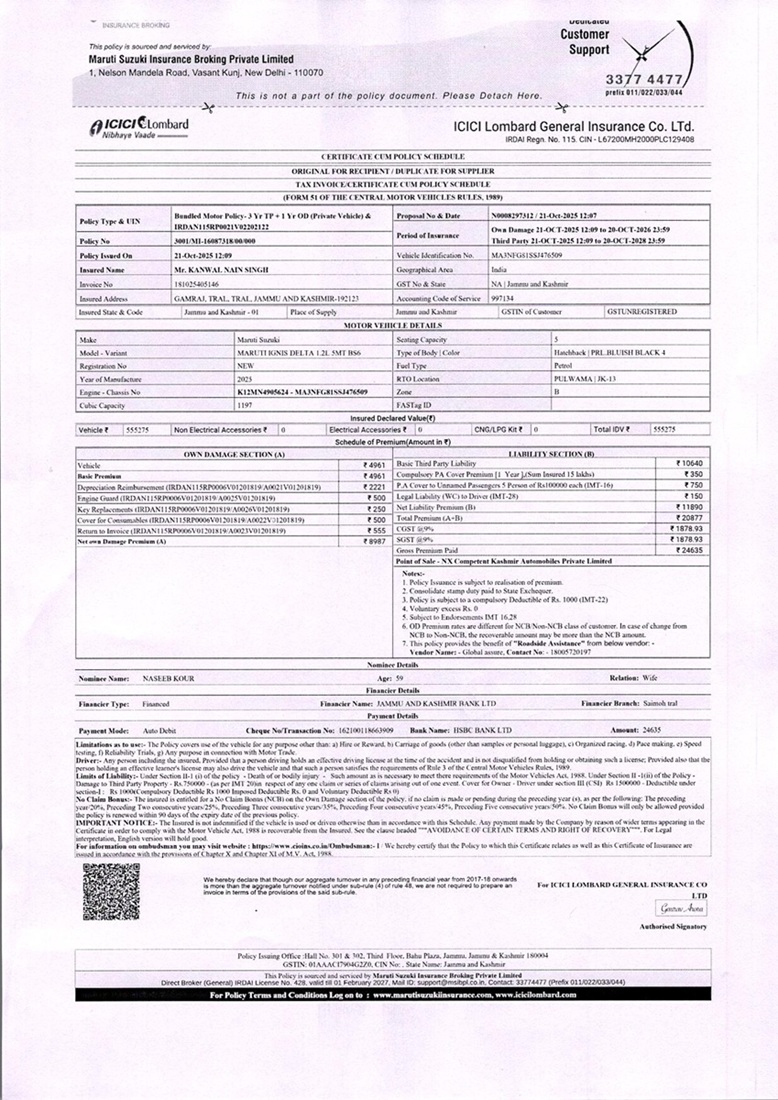 INSURANCE BROKING
This policy is sourced and serviced by:
Maruti Suzuki Insurance Broking Private Limited
1, Nelson Mandela Road, Vasant Kunj, New Delhi - 110070
Dedicated
Customer
Support
3377 4477
prefix 011/022/033/044
This is not a part of the policy document. Please Detach Here.
ICICI Lombard
Nibhaye Vaade
ICICI Lombard General Insurance Co. Ltd.
IRDAI Regn. No. 115. CIN - L67200MH2000PLC129408
CERTIFICATE CUM POLICY SCHEDULE
ORIGINAL FOR RECIPIENT / DUPLICATE FOR SUPPLIER
TAX INVOICE/CERTIFICATE CUM POLICY SCHEDULE
(FORM 51 OF THE CENTRAL MOTOR VEHICLES RULES, 1989)
Policy Type & UIN Bundled Motor Policy- 3 Yr TP + 1 Yr OD (Private Vehicle) & IRDAN115RP0021V02202122
Proposal No & Date N0008297312 / 21-Oct-2025 12:07
Period of Insurance Own Damage 21-OCT-2025 12:09 to 20-Oct-2026 23:59
Third Party 21-OCT-2025 12:09 to 20-OCT-2028 23:59
Policy No 3001/MI-16087318/00/000
Policy Issued On 21-Oct-2025 12:09 Vehicle Identification No. MA3NFG81SSJ476509
Insured Name Mr. KANWAL NAIN SINGH Geographical Area India
Invoice No 181025405146 GST No & State NA | Jammu and Kashmir
Insured Address GAMRAJ, TRAL, TRAL, JAMMU AND KASHMIR-192123 Accounting Code of Service 997134
Insured State & Code Jammu and Kashmir - 01 Place of Supply Jammu and Kashmir GSTIN of Customer GSTUNREGISTERED
MOTOR VEHICLE DETAILS
Make Maruti Suzuki Seating Capacity 5
Model - Variant MARUTI IGNIS DELTA 1.2L 5MT BS6 Type of Body | Color Hatchback | PRL.BLUISH BLACK 4
Registration No NEW Fuel Type Petrol
Year of Manufacture 2025 RTO Location PULWAMA | JK-13
Engine - Chassis No K12MN4905624 - MA3NFG81SSJ476509 Zone B
Cubic Capacity 1197 FASTag ID
Insured Declared Value(₹)
Vehicle ₹ 555275 Non Electrical Accessories ₹ 0 Electrical Accessories ₹ 0 CNG/LPG Kit ₹ 0 Total IDV ₹ 555275
Schedule of Premium(Amount in ₹)
OWN DAMAGE SECTION (A)
Vehicle ₹ 4961
Basic Premium ₹ 4961
Depreciation Reimbursement (IRDAN115RP0006V01201819/A0021V01201819) ₹ 2221
Engine Guard (IRDAN115RP0006V01201819/A0025V01201819) ₹ 500
Key Replacements (IRDAN115RP0006V01201819/A0026V01201819) ₹ 250
Cover for Consumables (IRDAN115RP0006V01201819/A0022V01201819) ₹ 500
Return to Invoice (IRDAN115RP0006V01201819/A0023V01201819) ₹ 555
Net own Damage Premium (A) ₹ 8987
LIABILITY SECTION (B)
Basic Third Party Liability ₹ 10640
Compulsory PA Cover Premium [1 Year ],(Sum Insured 15 lakhs) ₹ 350
P.A Cover to Unnamed Passengers 5 Person of Rs100000 each (IMT-16) ₹ 750
Legal Liability (WC) to Driver (IMT-28) ₹ 150
Net Liability Premium (B) ₹ 11890
Total Premium (A+B) ₹ 20877
CGST @9% ₹ 1878.93
SGST @9% ₹ 1878.93
Gross Premium Paid ₹ 24635
Point of Sale - NX Competent Kashmir Automobiles Private Limited
Notes:-
1. Policy Issuance is subject to realisation of premium.
2. Consolidate stamp duty paid to State Exchequer.
3. Policy is subject to a compulsory Deductible of Rs. 1000 (IMT-22)
4. Voluntary excess Rs. 0
5. Subject to Endorsements IMT 16,28
6. OD Premium rates are different for NCB/Non-NCB class of customer. In case of change from
NCB to Non-NCB, the recoverable amount may be more than the NCB amount.
7. This policy provides the benefit of "Roadside Assistance" from below vendor: -
Vendor Name: - Global assure, Contact No: - 18005720197
Nominee Details
Nominee Name: NASEEB KOUR Age: 59 Relation: Wife
Financier Details
Financier Type: Financed Financier Name: JAMMU AND KASHMIR BANK LTD Financier Branch: Saimoh tral
Payment Details
Payment Mode: Auto Debit Cheque No/Transaction No: 162100118663909 Bank Name: HSBC BANK LTD Amount: 24635
Limitations as to use:- The Policy covers use of the vehicle for any purpose other than: a) Hire or Reward, b) Carriage of goods (other than samples or personal luggage), c) Organized racing, d) Pace making, e) Speed
testing, f) Reliability Trials, g) Any purpose in connection with Motor Trade.
Driver:- Any person including the insured, Provided that a person driving holds an effective driving license at the time of the accident and is not disqualified from holding or obtaining such a license; Provided also that the
person holding an effective learner's license may also drive the vehicle and that such a person satisfies the requirements of Rule 3 of the Central Motor Vehicles Rules, 1989.
Limits of Liability:- Under Section II-1 (i) of the policy - Death of or bodily injury - Such amount as is necessary to meet there requirements of the Motor Vehicles Act, 1988. Under Section II -1(ii) of the Policy -
Damage to Third Party Property - Rs.750000 - (as per IMT 20)in respect of any one claim or series of claims arising out of one event. Cover for Owner - Driver under section III (CSI) Rs 1500000 - Deductible under
section-I : Rs 1000(Compulsory Deductible Rs 1000 Imposed Deductible Rs. 0 and Voluntary Deductible Rs 0)
No Claim Bonus:- The insured is entitled for a No Claim Bonus (NCB) on the Own Damage section of the policy, if no claim is made or pending during the preceding year (s), as per the following: The preceding
year/20%, Preceding Two consecutive years/25%, Preceding Three consecutive years/35%, Preceding Four consecutive years/45%, Preceding Five consecutive years/50%. No Claim Bonus will only be allowed provided
the policy is renewed within 90 days of the expiry date of the previous policy.
IMPORTANT NOTICE:- The Insured is not indemnified if the vehicle is used or driven otherwise than in accordance with this Schedule. Any payment made by the Company by reason of wider terms appearing in the
Certificate in order to comply with the Motor Vehicle Act, 1988 is recoverable from the Insured. See the clause headed """AVOIDANCE OF CERTAIN TERMS AND RIGHT OF RECOVERY""". For Legal
interpretation, English version will hold good.
For information on ombudsman you may visit website : https://www.cioins.co.in/Ombudsman:- I / We hereby certify that the Policy to which this Certificate relates as well as this Certificate of Insurance are
issued in accordance with the provisions of Chapter X and Chapter XI of M.V. Act, 1988.
We hereby declare that though our aggregate turnover in any preceding financial year from 2017-18 onwards
is more than the aggregate turnover notified under sub-rule (4) of rule 48, we are not required to prepare an
invoice in terms of the provisions of the said sub-rule.
For ICICI LOMBARD GENERAL INSURANCE CO
LTD
Authorised Signatory
Policy Issuing Office :Hall No. 301 & 302, Third Floor, Baba Plaza, Jammu, Jammu & Kashmir 180004
GSTIN: 01AAACI7904G2Z0, CIN No: , State Name: Jammu and Kashmir
This Policy is sourced and serviced by Maruti Suzuki Insurance Broking Private Limited
Direct Broker (General) IRDAI License No. 428, valid till 01 February 2027, Mail ID: support@msibpl.co.in, Contact: 33774477 (Prefix 011/022/033/044)
For Policy Terms and Conditions Log on to : www.marutisuzukiinsurance.com, www.icicilombard.com